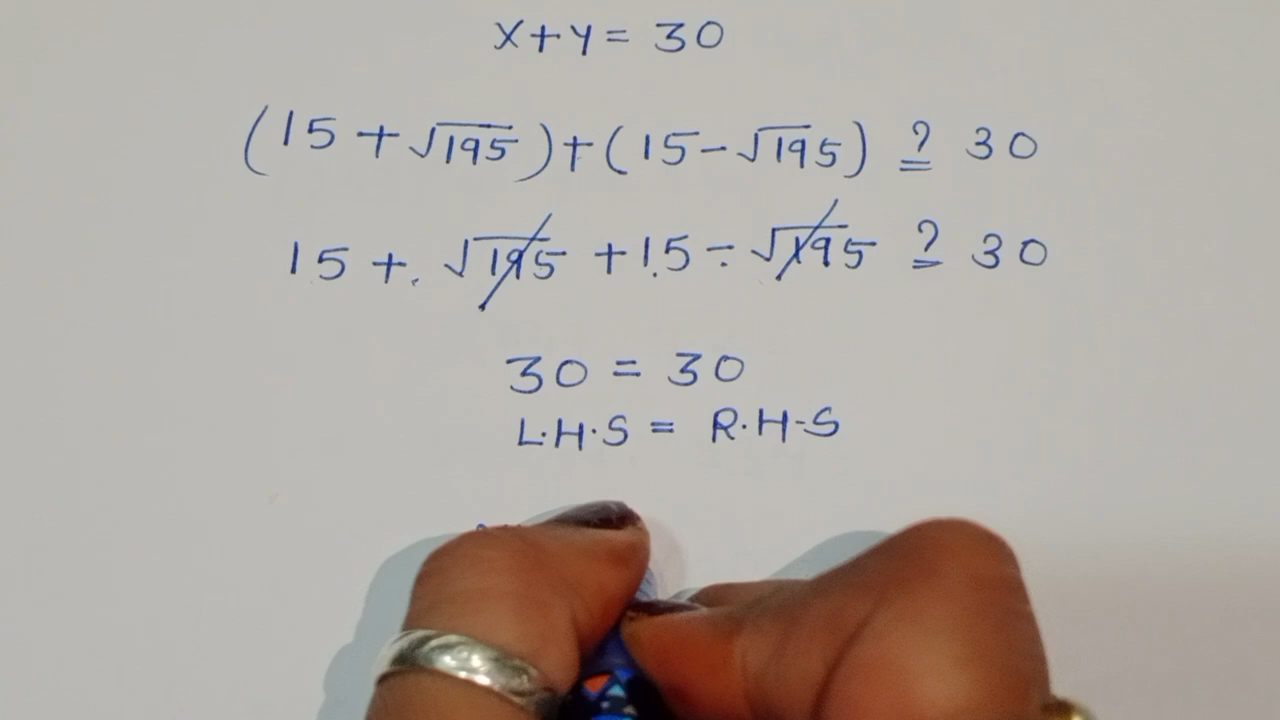 x+y= 30
(15 + √195) + (15 - √195) ≟ 30
15 + √195 + 15 - √195 ≟ 30
30 = 30
L.H.S = R.H.S